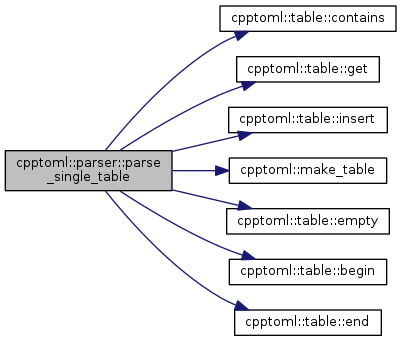 cpptoml::table::contains
cpptoml::table::get
cpptoml::table::insert
cpptoml::parser::parse
_single_table
cpptoml::make_table
cpptoml::table::empty
cpptoml::table::begin
cpptoml::table::end